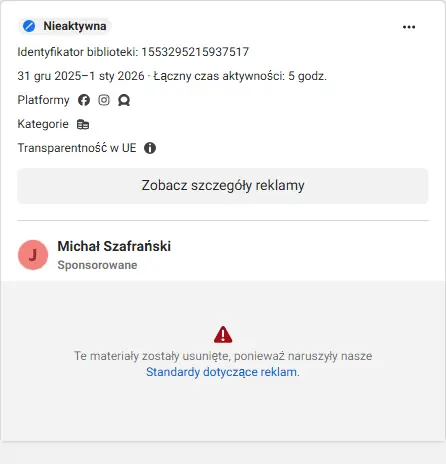 Nieaktywna
Identyfikator biblioteki: 1553295215937517
31 gru 2025–1 sty 2026 · Łączny czas aktywności: 5 godz.
Platformy
Kategorie
Transparentność w UE
Zobacz szczegóły reklamy
J
Michał Szafrański
Sponsorowane
Te materiały zostały usunięte, ponieważ naruszyły nasze
Standardy dotyczące reklam.